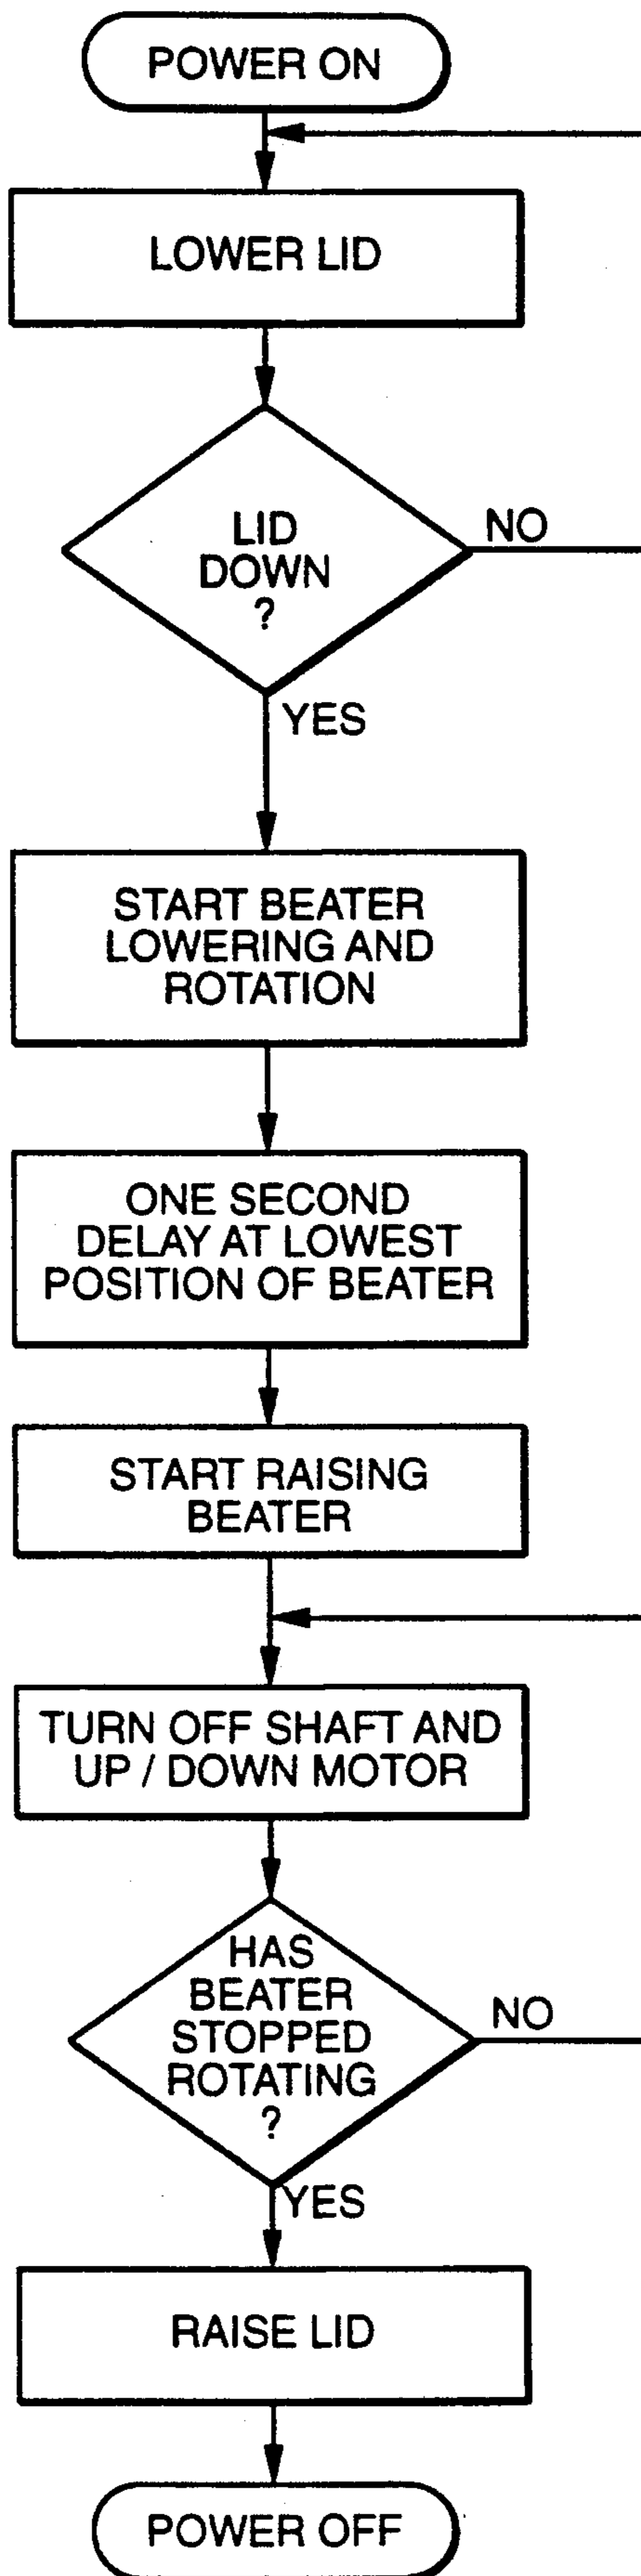 POWER ON
LOWER LID
LID
DOWN
?
NO
YES
START BEATER
LOWERING AND
ROTATION
ONE SECOND
DELAY AT LOWEST
POSITION OF BEATER
START RAISING
BEATER
TURN OFF SHAFT AND
UP / DOWN MOTOR
HAS
BEATER
STOPPED
ROTATING
?
NO
YES
RAISE LID
POWER OFF